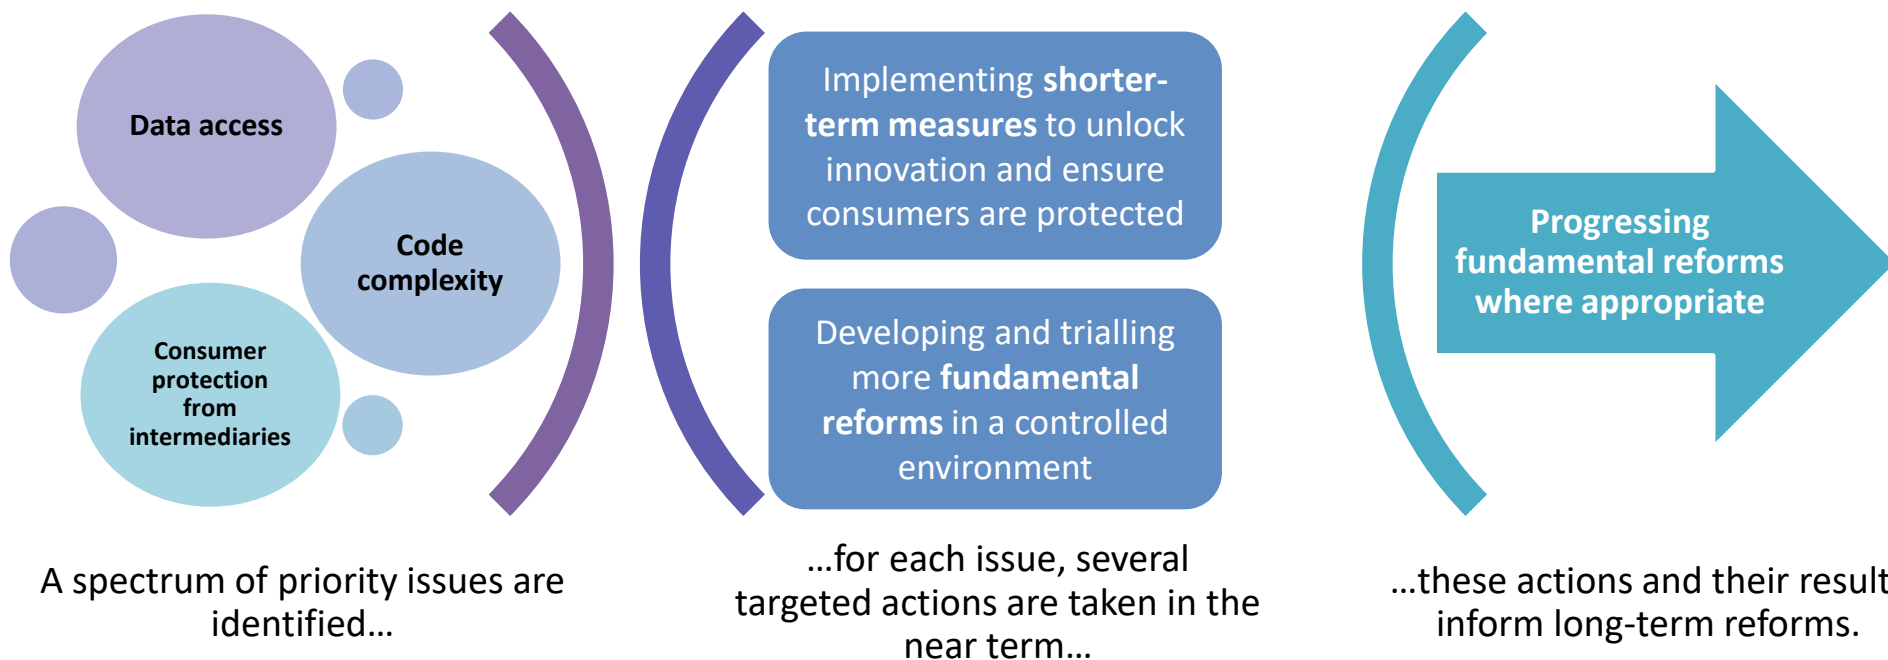 Data access
Code
complexity
Consumer
protection
from
intermediaries
A spectrum of priority issues are
identified…
Implementing shorter-
term measures to unlock
innovation and ensure
consumers are protected
Developing and trialling
more fundamental
reforms in a controlled
environment
…for each issue, several
targeted actions are taken in the
near term…
Progressing
fundamental reforms
where appropriate
…these actions and their result
inform long-term reforms.